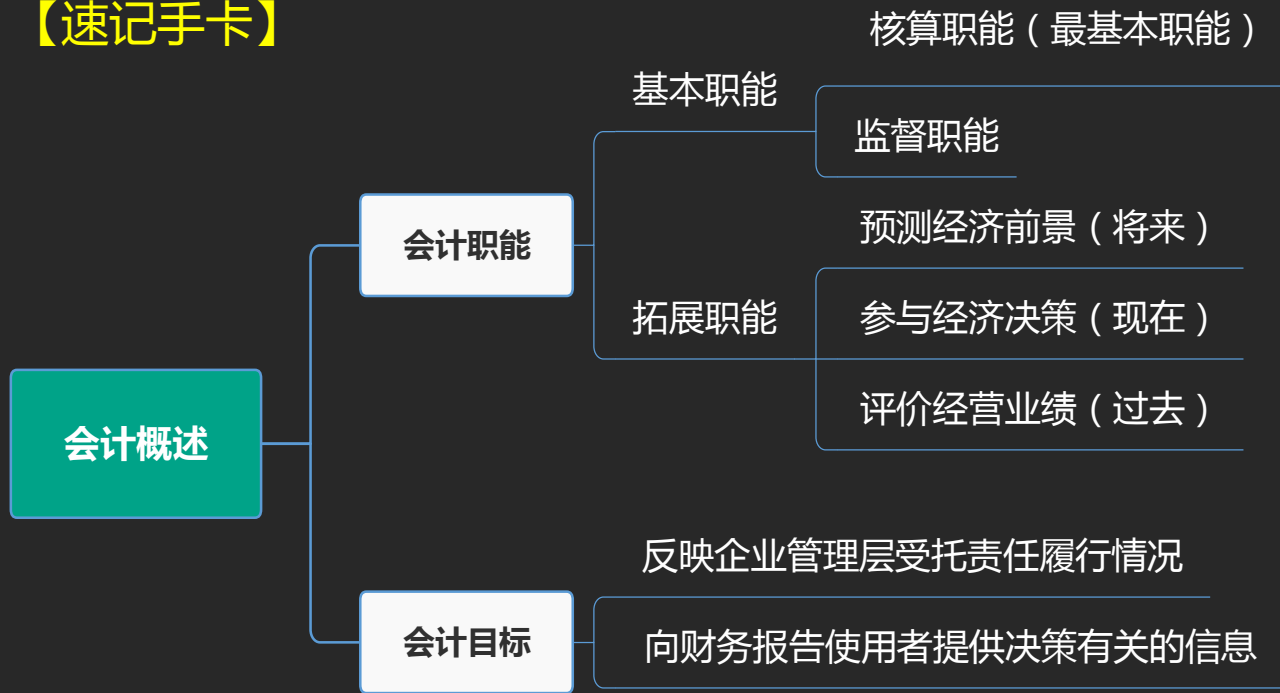 【速记手卡】
核算职能（最基本职能）
基本职能
监督职能
会计职能
预测经济前景（将来）
拓展职能
参与经济决策（现在）
评价经营业绩（过去）
会计概述
反映企业管理层受托责任履行情况
会计目标
向财务报告使用者提供决策有关的信息